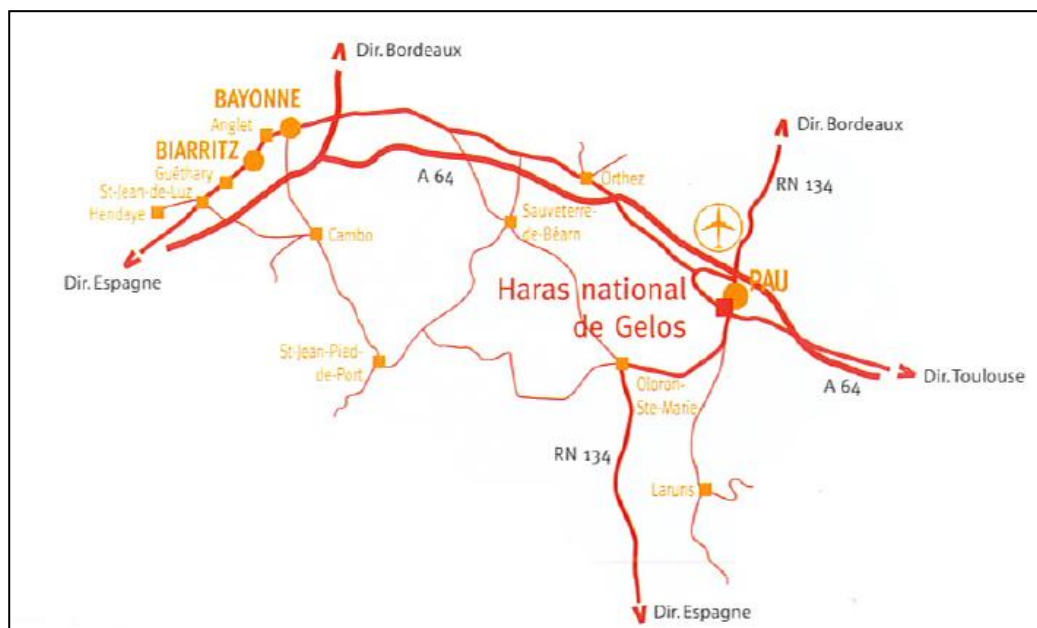 Dir. Bordeaux
BAYONNE
Anglet
BIARRITZ
Guéthary
St-Jean-de-Luz
Hendaye
Dir. Espagne
Cambo
St-Jean-Pied-
de-Port
A 64
Sauveterre-
de-Béarn
Orthez
Dir. Bordeaux
RN 134
PAU
Haras national
de Gelos
Oloron-
Ste-Marie
A 64
Dir. Toulouse
RN 134
Laruns
Dir. Espagne